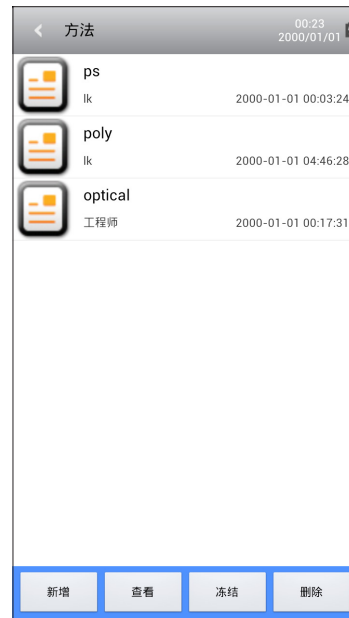 方法
00:23
2000/01/01
ps
lk 2000-01-01 00:03:24
poly
lk 2000-01-01 04:46:28
optical
工程师 2000-01-01 00:17:31
新增 查看 冻结 删除